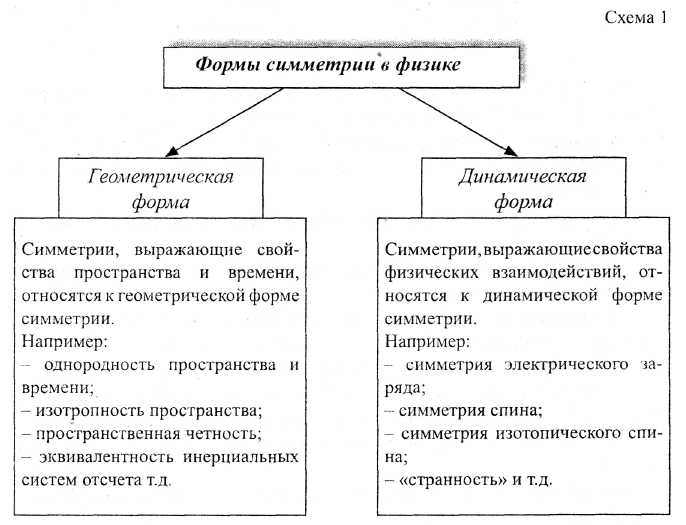 Схема 1
Формы симметрии в физике
Геометрическая
форма
Симметрии, выражающие свой-
ства пространства и времени,
относятся к геометрической форме
симметрии.
Например:
– однородность пространства и
времени;
– изотропность пространства;
– пространственная четность;
– эквивалентность инерциальных
систем отсчета т.д.
Динамическая
форма
Симметрии, выражающие свойства
физических взаимодействий, от-
носятся к динамической форме
симметрии.
Например:
– симметрия электрического за-
ряда;
– симметрия спина;
– симметрия изотопического спи-
на;
– «странность» и т.д.